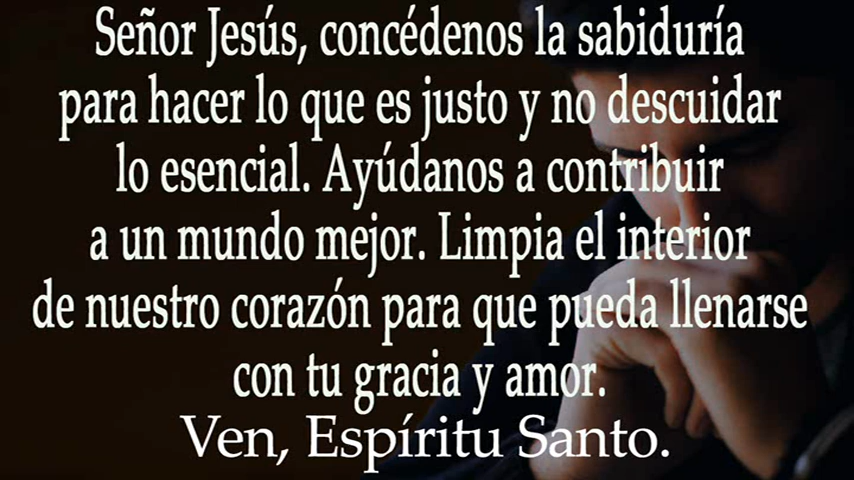 Señor Jesús, concédenos la sabiduría
para hacer lo que es justo y no descuidar
lo esencial. Ayúdanos a contribuir
a un mundo mejor. Limpia el interior
de nuestro corazón para que pueda llenarse
con tu gracia y amor.
Ven, Espíritu Santo.